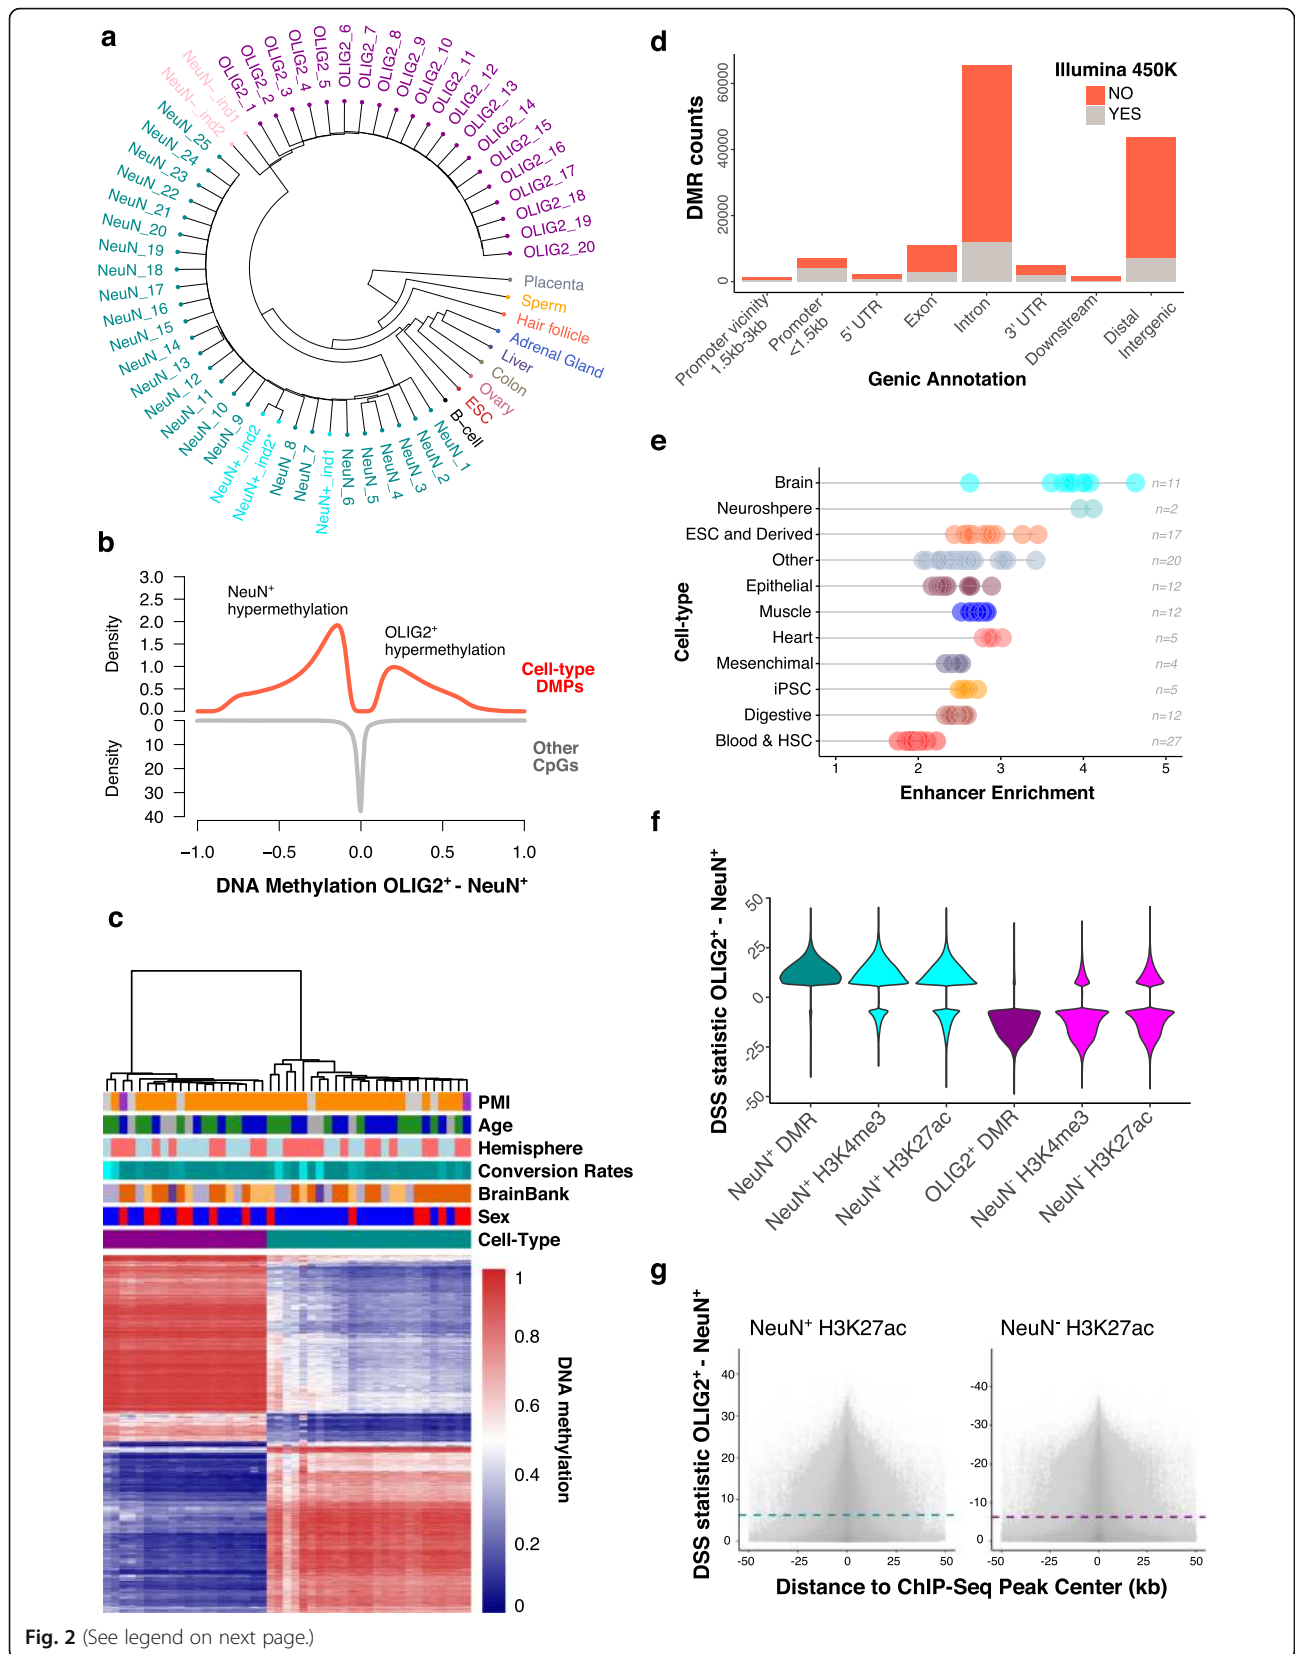 a
NeuN-_ind1
NeuN-_ind2
OLIG2_1
OLIG2_2
OLIG2_3
OLIG2_4
OLIG2_5
OLIG2_6
OLIG2_7
OLIG2_8
OLIG2_9
OLIG2_10
OLIG2_11
OLIG2_12
OLIG2_13
OLIG2_14
OLIG2_15
OLIG2_16
OLIG2_17
OLIG2_18
OLIG2_19
OLIG2_20
Placenta
Sperm
Hair follicle
Adrenal Gland
Liver
Colon
Ovary
ESC
B-cell
NeuN_1
NeuN_2
NeuN_3
NeuN_4
NeuN_5
NeuN_6
NeuN+_ind1
NeuN_7
NeuN_8
NeuN+_ind2*
NeuN+_ind2
NeuN_9
NeuN_10
NeuN_11
NeuN_12
NeuN_13
NeuN_14
NeuN_15
NeuN_16
NeuN_17
NeuN_18
NeuN_19
NeuN_20
NeuN_21
NeuN_22
NeuN_23
NeuN_24
NeuN_25
b
Density
3.0
2.5
2.0
1.5
1.0
0.5
0.0
NeuN⁺
hypermethylation
OLIG2⁺
hypermethylation
Cell-type
DMPs
Density
0
10
20
30
40
Other
CpGs
−1.0 −0.5 0.0 0.5 1.0
DNA Methylation OLIG2⁺ - NeuN⁺
c
PMI
Age
Hemisphere
Conversion Rates
BrainBank
Sex
Cell-Type
1
0.8
0.6
0.4
0.2
0
DNA methylation
d
DMR counts
60000
40000
20000
0
Illumina 450K
NO
YES
Promoter vicinity
1.5kb-3kb
Promoter
<1.5kb
5' UTR
Exon
Intron
3' UTR
Downstream
Distal
Intergenic
Genic Annotation
e
Cell-type
Brain n=11
Neuroshpere n=2
ESC and Derived n=17
Other n=20
Epithelial n=12
Muscle n=12
Heart n=5
Mesenchimal n=4
iPSC n=5
Digestive n=12
Blood & HSC n=27
1 2 3 4 5
Enhancer Enrichment
f
DSS statistic OLIG2⁺ - NeuN⁺
50
25
0
-25
-50
NeuN⁺ DMR
NeuN⁺ H3K4me3
NeuN⁺ H3K27ac
OLIG2⁺ DMR
NeuN⁻ H3K4me3
NeuN⁻ H3K27ac
g
DSS statistic OLIG2⁺ - NeuN⁺
NeuN⁺ H3K27ac
40
30
20
10
0
-50 -25 0 25 50
NeuN⁻ H3K27ac
-40
-30
-20
-10
0
-50 -25 0 25 50
Distance to ChIP-Seq Peak Center (kb)
Fig. 2 (See legend on next page.)